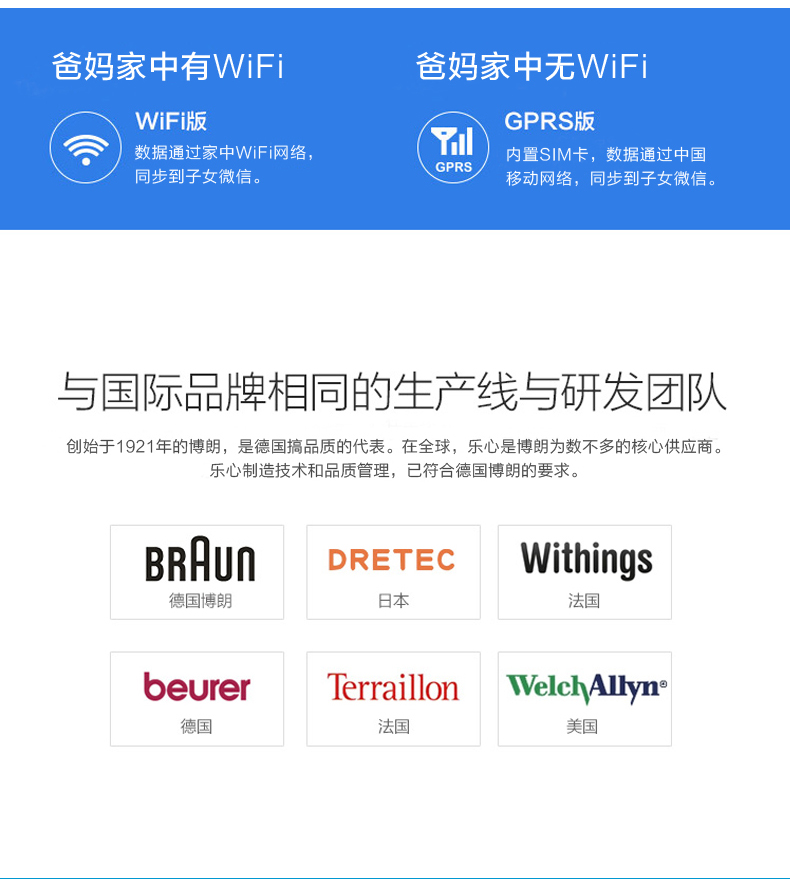 爸妈家中有WiFi
WiFi版
数据通过家中WiFi网络，
同步到子女微信。
爸妈家中无WiFi
GPRS
GPRS版
内置SIM卡，数据通过中国
移动网络，同步到子女微信。
与国际品牌相同的生产线与研发团队
创始于1921年的博朗，是德国搞品质的代表。在全球，乐心是博朗为数不多的核心供应商。
乐心制造技术和品质管理，已符合德国博朗的要求。
BRAUN
德国博朗
DRETEC
日本
Withings
法国
beurer
德国
Terraillon
法国
WelchAllyn
美国